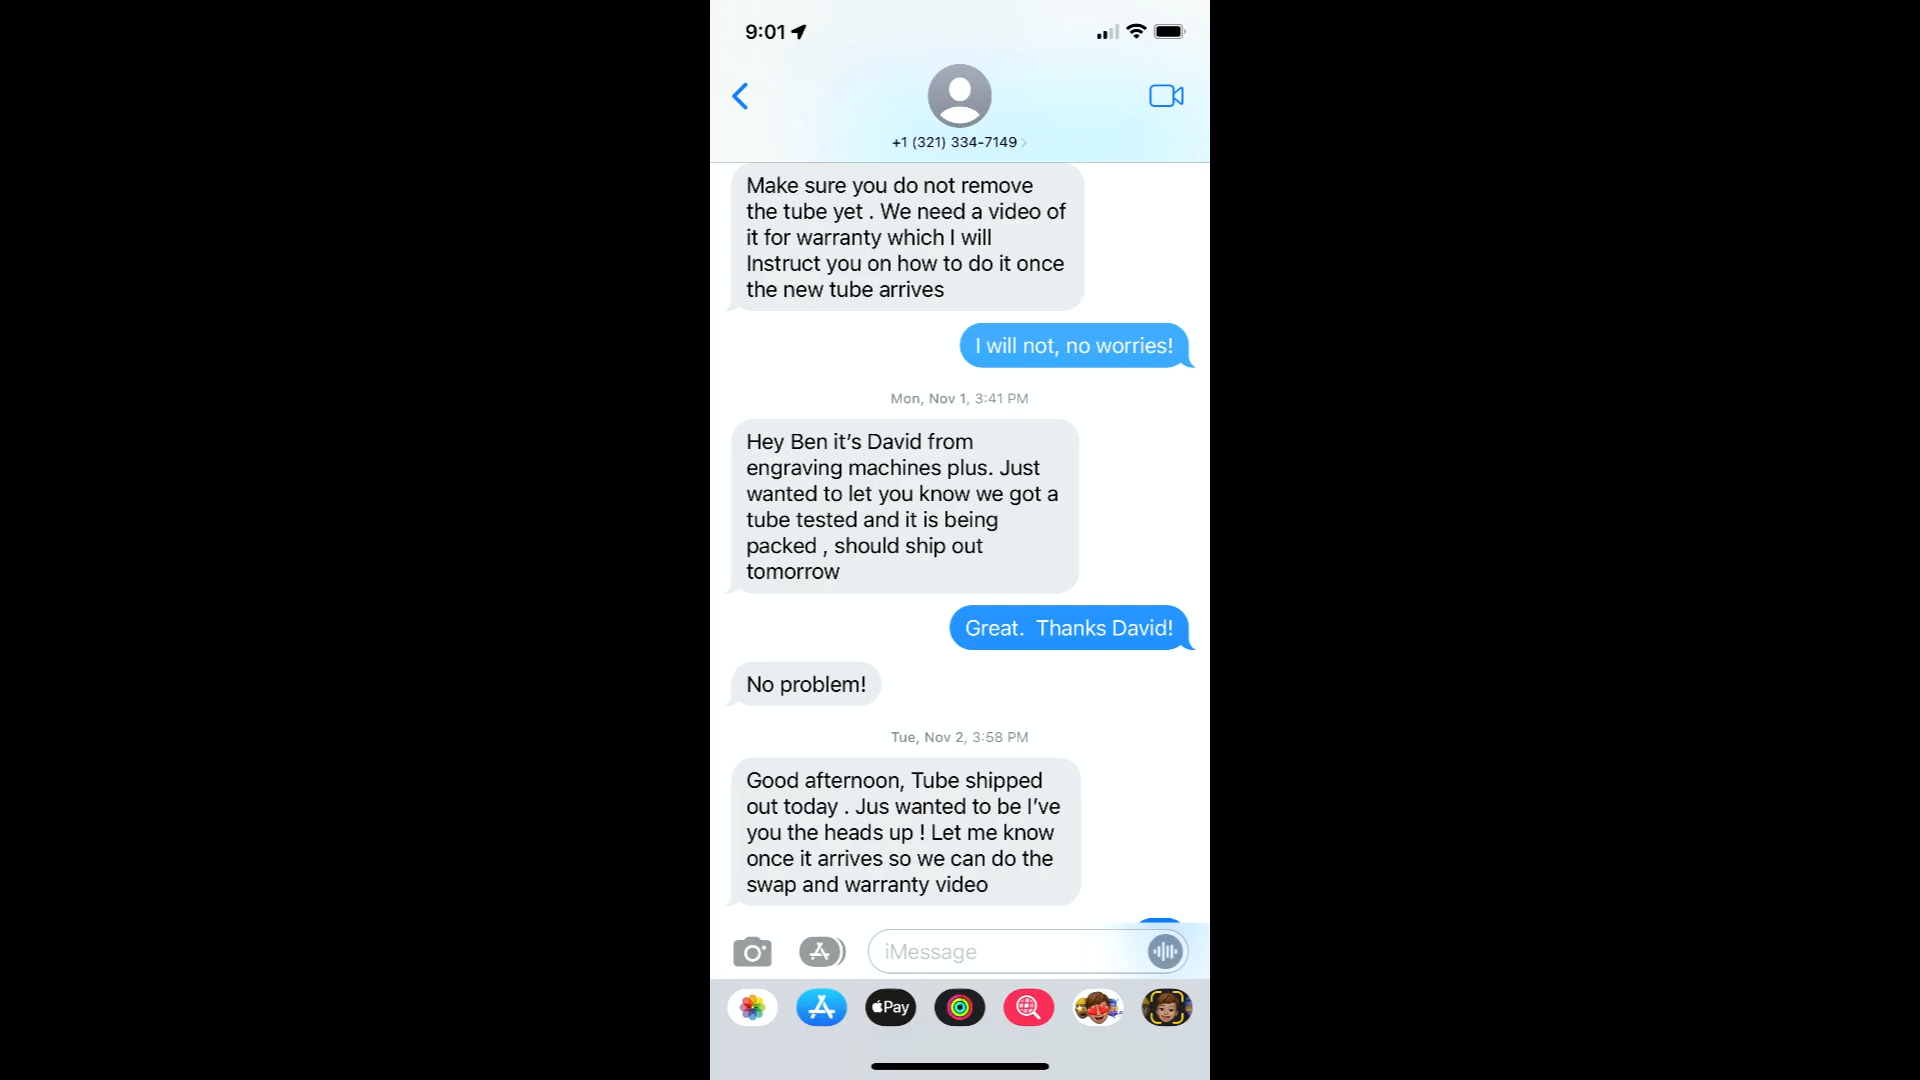 9:01
+1 (321) 334-7149
Make sure you do not remove
the tube yet . We need a video of
it for warranty which I will
Instruct you on how to do it once
the new tube arrives
I will not, no worries!
Mon, Nov 1, 3:41 PM
Hey Ben it’s David from
engraving machines plus. Just
wanted to let you know we got a
tube tested and it is being
packed , should ship out
tomorrow
Great.  Thanks David!
No problem!
Tue, Nov 2, 3:58 PM
Good afternoon, Tube shipped
out today . Jus wanted to be I’ve
you the heads up ! Let me know
once it arrives so we can do the
swap and warranty video
iMessage
Pay